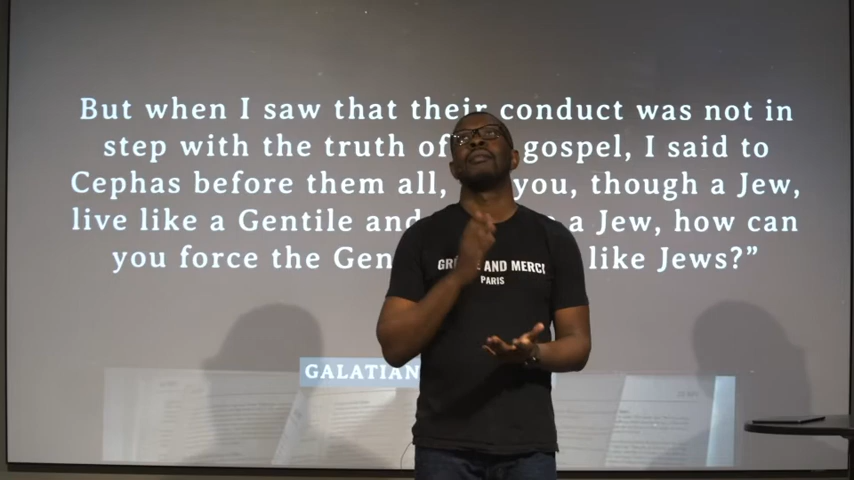 But when I saw that their conduct was not in
step with the truth of gospel, I said to
Cephas before them all, you, though a Jew,
live like a Gentile and a Jew, how can
you force the Gen like Jews?”
AND MERCI
PARIS
GALATIAN